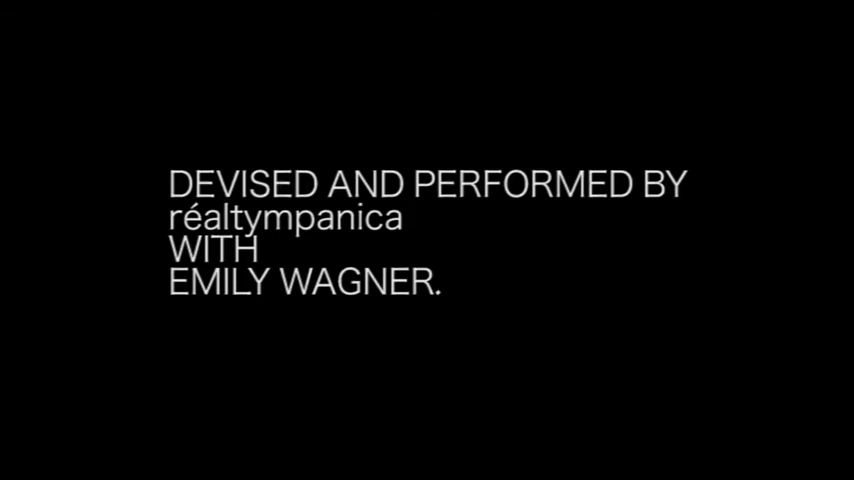 DEVISED AND PERFORMED BY
réaltympanica
WITH
EMILY WAGNER.